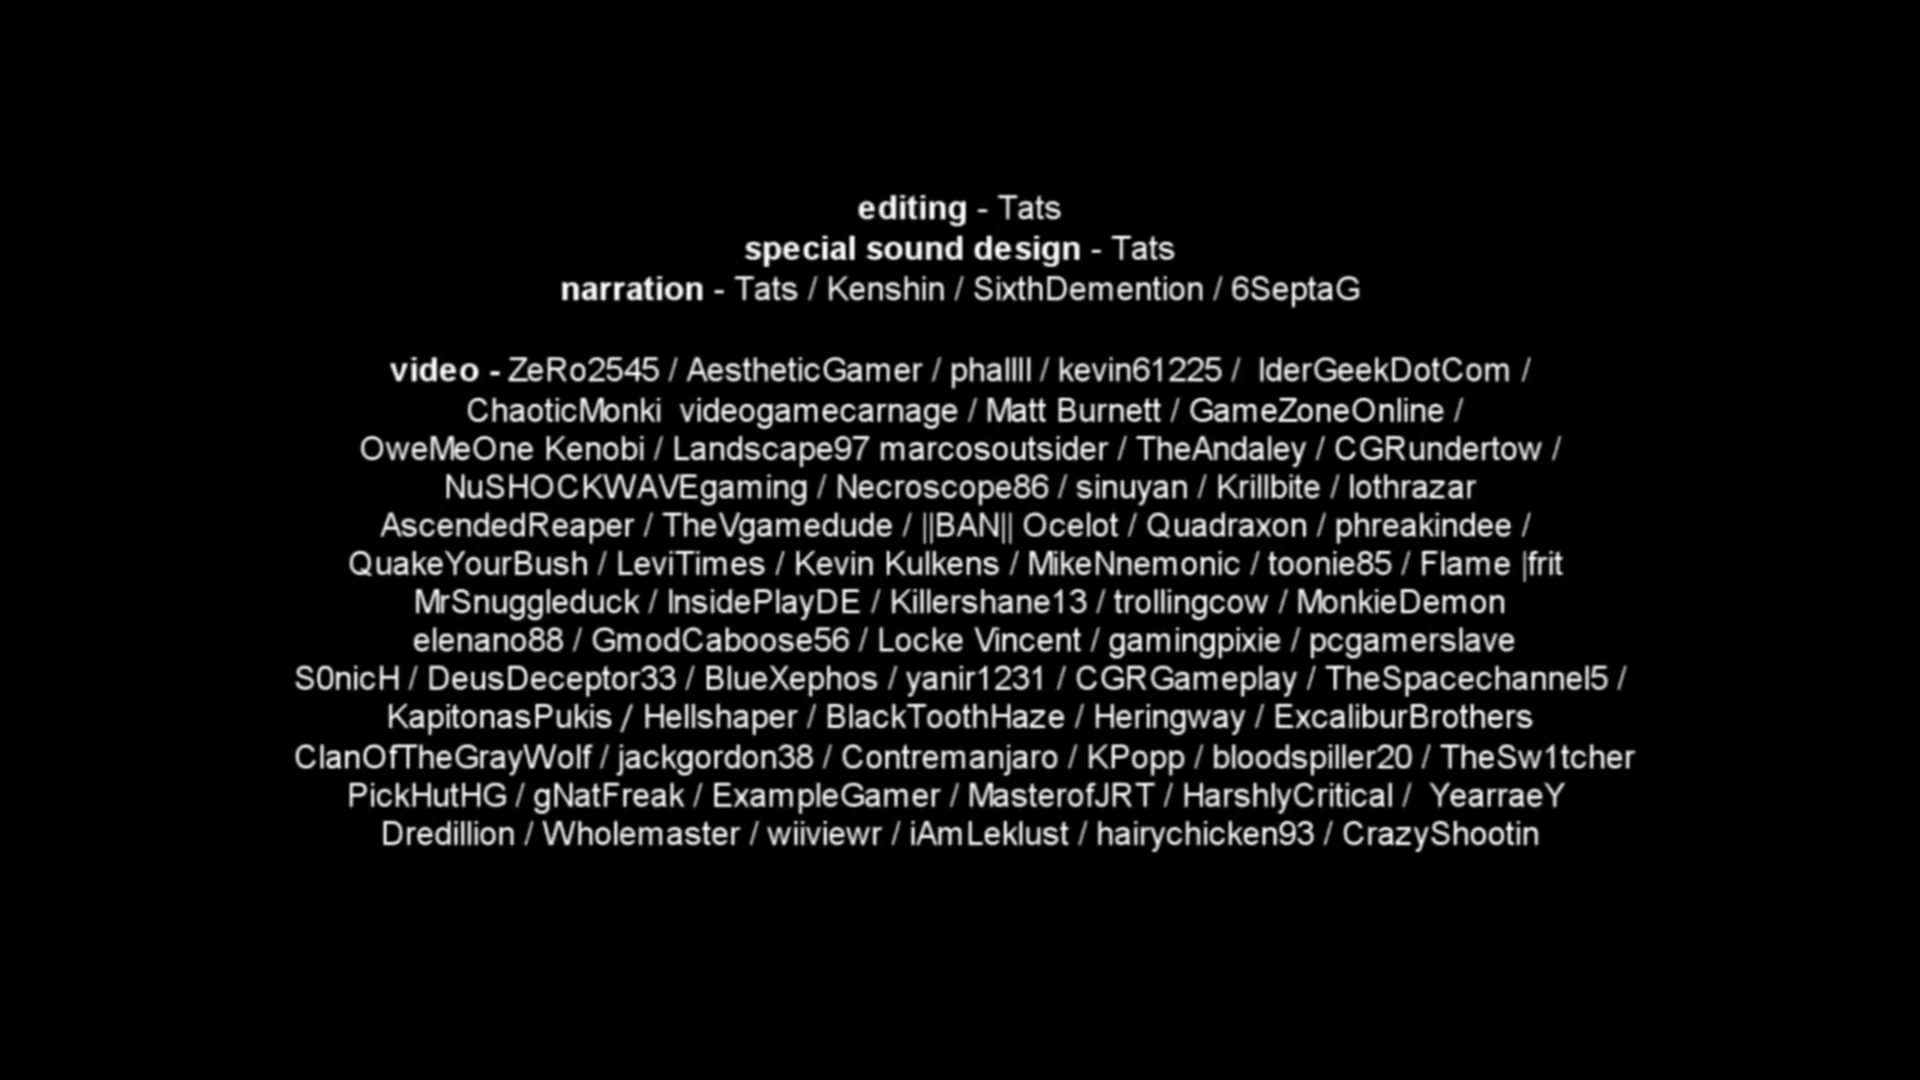 editing - Tats
special sound design - Tats
narration - Tats / Kenshin / SixthDemention / 6SeptaG
video - ZeRo2545 / AestheticGamer / phallll / kevin61225 /  IderGeekDotCom /
ChaoticMonki  videogamecarnage / Matt Burnett / GameZoneOnline /
OweMeOne Kenobi / Landscape97 marcosoutsider / TheAndaley / CGRundertow /
NuSHOCKWAVEgaming / Necroscope86 / sinuyan / Krillbite / lothrazar
AscendedReaper / TheVgamedude / ||BAN|| Ocelot / Quadraxon / phreakindee /
QuakeYourBush / LeviTimes / Kevin Kulkens / MikeNnemonic / toonie85 / Flame |frit
MrSnuggleduck / InsidePlayDE / Killershane13 / trollingcow / MonkieDemon
elenano88 / GmodCaboose56 / Locke Vincent / gamingpixie / pcgamerslave
S0nicH / DeusDeceptor33 / BlueXephos / yanir1231 / CGRGameplay / TheSpacechannel5 /
KapitonasPukis / Hellshaper / BlackToothHaze / Heringway / ExcaliburBrothers
ClanOfTheGrayWolf / jackgordon38 / Contremanjaro / KPopp / bloodspiller20 / TheSw1tcher
PickHutHG / gNatFreak / ExampleGamer / MasterofJRT / HarshlyCritical /  YearraeY
Dredillion / Wholemaster / wiiviewr / iAmLeklust / hairychicken93 / CrazyShootin